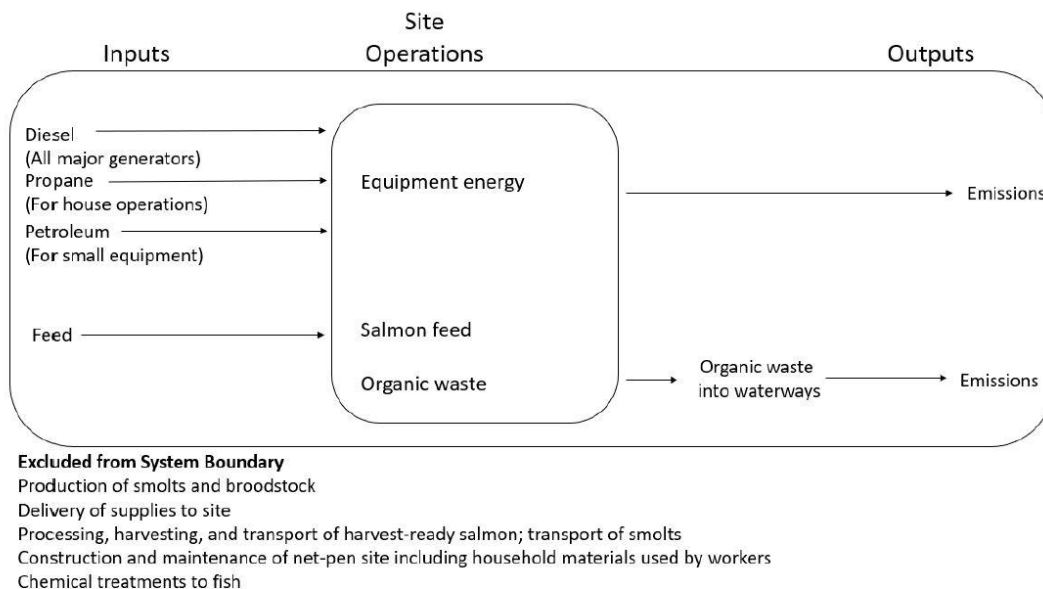 Site
Inputs
Operations
Outputs
Diesel
(All major generators)
Propane
(For house operations)
Petroleum
(For small equipment)
Equipment energy
Emissions
Feed
Salmon feed
Organic waste
Organic waste
into waterways
Emissions
Excluded from System Boundary
Production of smolts and broodstock
Delivery of supplies to site
Processing, harvesting, and transport of harvest-ready salmon; transport of smolts
Construction and maintenance of net-pen site including household materials used by workers
Chemical treatments to fish